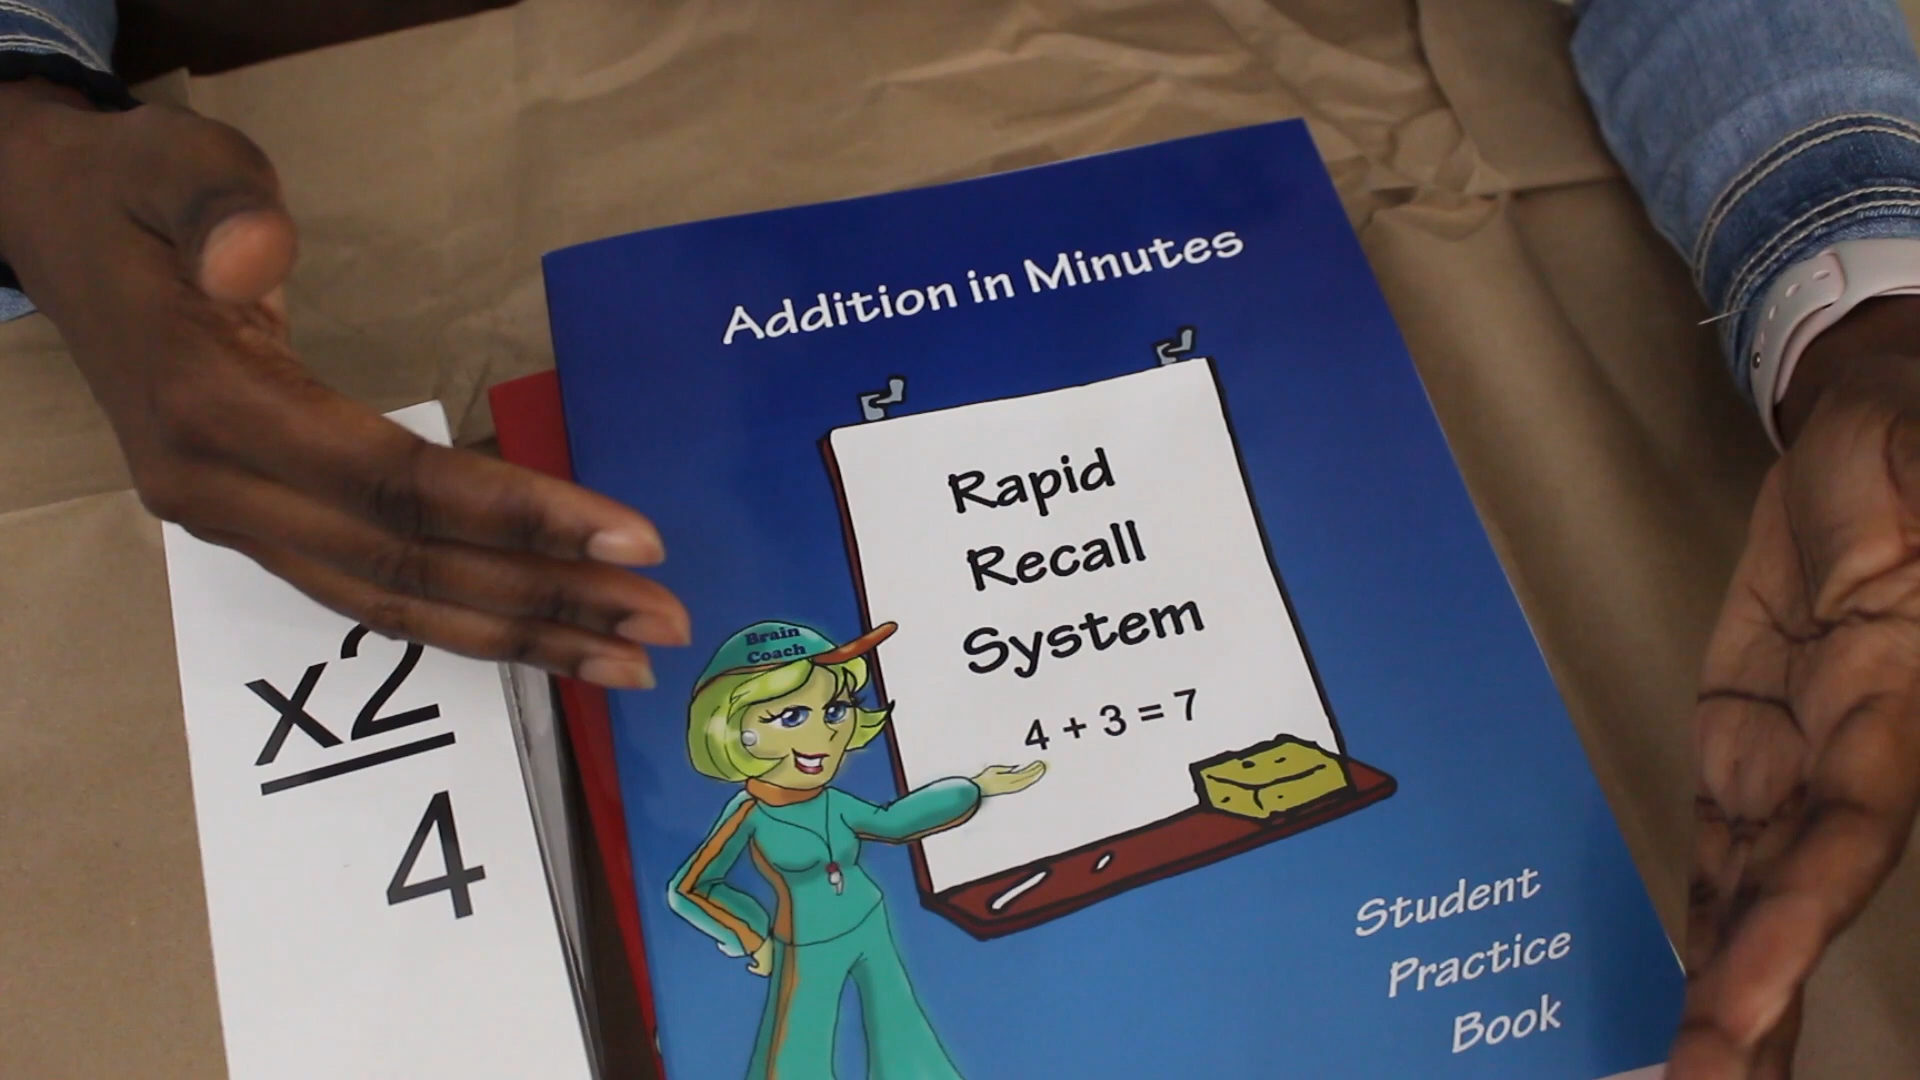 Addition in Minutes
Rapid
Recall
System
4 + 3 = 7
Brain
Coach
Student
Practice
Book
x2
4